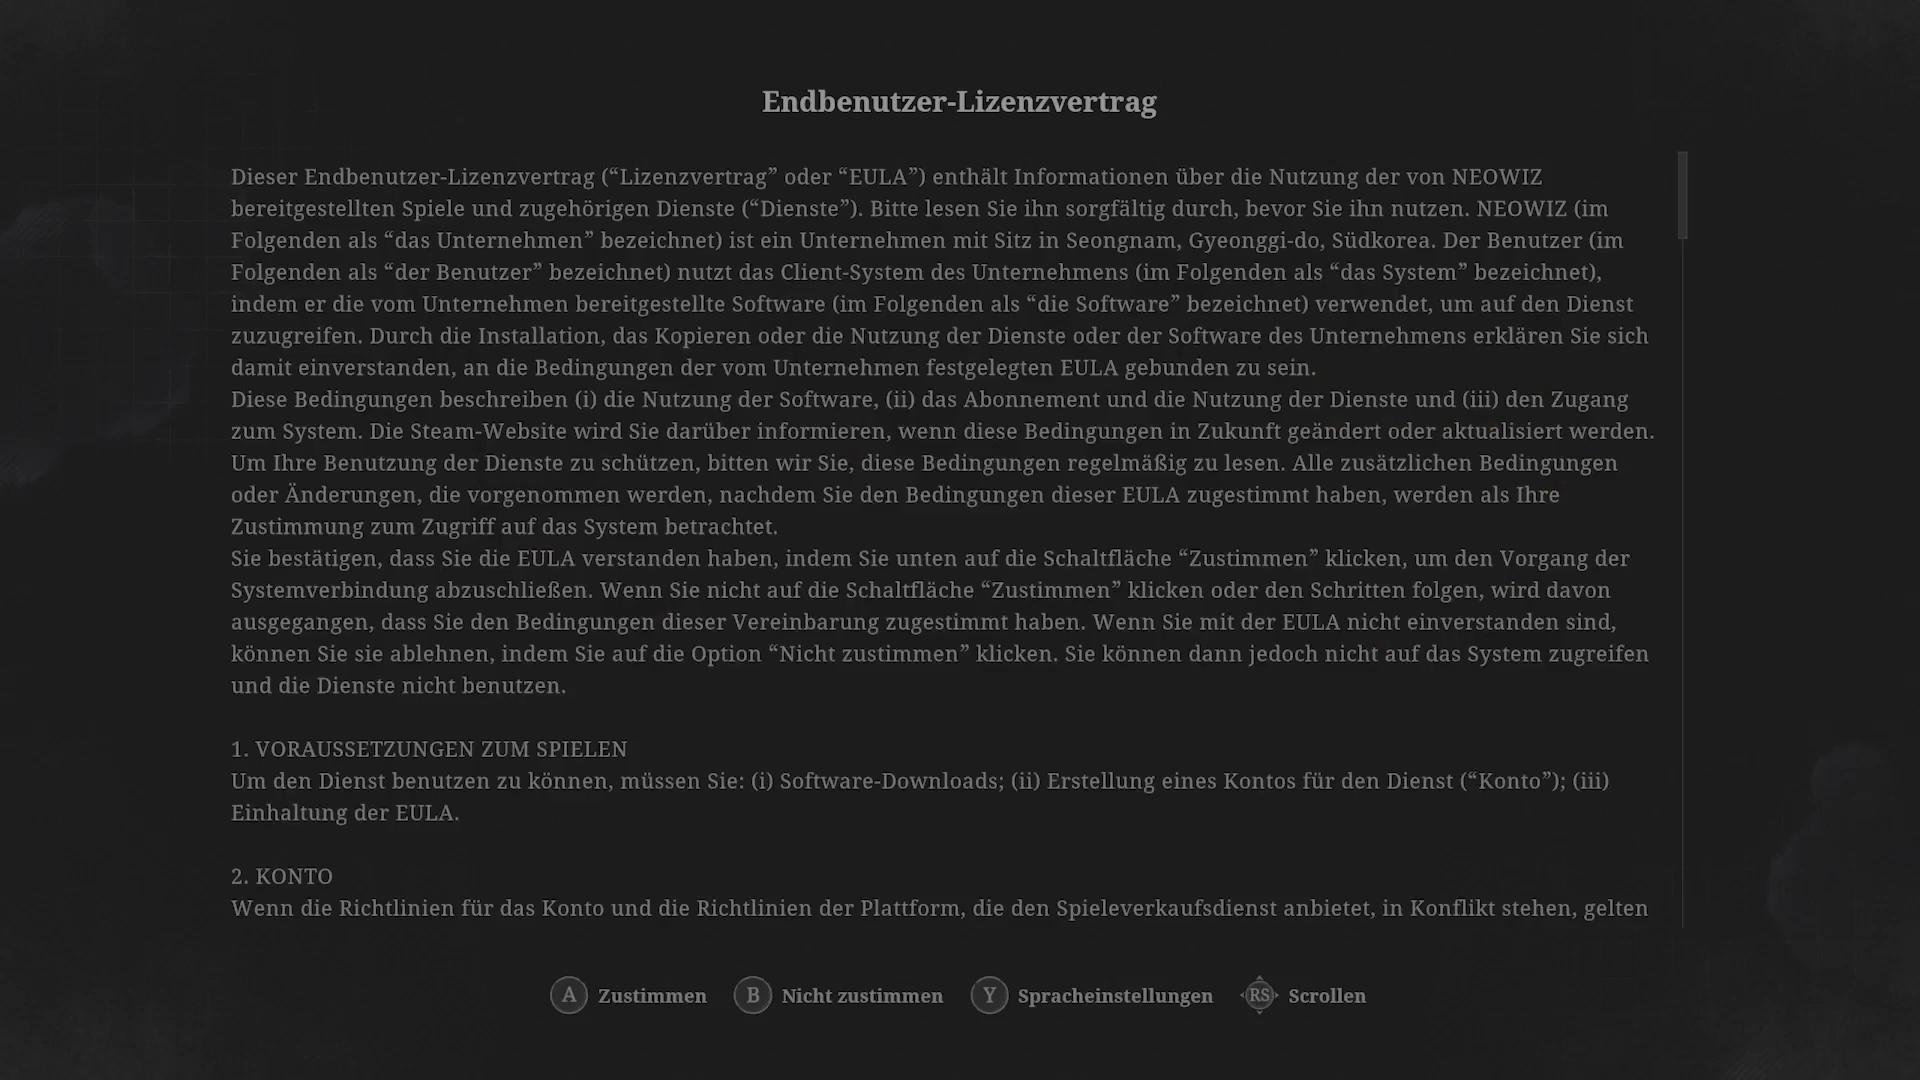 Endbenutzer-Lizenzvertrag
Dieser Endbenutzer-Lizenzvertrag (“Lizenzvertrag” oder “EULA”) enthält Informationen über die Nutzung der von NEOWIZ
bereitgestellten Spiele und zugehörigen Dienste (“Dienste”). Bitte lesen Sie ihn sorgfältig durch, bevor Sie ihn nutzen. NEOWIZ (im
Folgenden als “das Unternehmen” bezeichnet) ist ein Unternehmen mit Sitz in Seongnam, Gyeonggi-do, Südkorea. Der Benutzer (im
Folgenden als “der Benutzer” bezeichnet) nutzt das Client-System des Unternehmens (im Folgenden als “das System” bezeichnet),
indem er die vom Unternehmen bereitgestellte Software (im Folgenden als “die Software” bezeichnet) verwendet, um auf den Dienst
zuzugreifen. Durch die Installation, das Kopieren oder die Nutzung der Dienste oder der Software des Unternehmens erklären Sie sich
damit einverstanden, an die Bedingungen der vom Unternehmen festgelegten EULA gebunden zu sein.
Diese Bedingungen beschreiben (i) die Nutzung der Software, (ii) das Abonnement und die Nutzung der Dienste und (iii) den Zugang
zum System. Die Steam-Website wird Sie darüber informieren, wenn diese Bedingungen in Zukunft geändert oder aktualisiert werden.
Um Ihre Benutzung der Dienste zu schützen, bitten wir Sie, diese Bedingungen regelmäßig zu lesen. Alle zusätzlichen Bedingungen
oder Änderungen, die vorgenommen werden, nachdem Sie den Bedingungen dieser EULA zugestimmt haben, werden als Ihre
Zustimmung zum Zugriff auf das System betrachtet.
Sie bestätigen, dass Sie die EULA verstanden haben, indem Sie unten auf die Schaltfläche “Zustimmen” klicken, um den Vorgang der
Systemverbindung abzuschließen. Wenn Sie nicht auf die Schaltfläche “Zustimmen” klicken oder den Schritten folgen, wird davon
ausgegangen, dass Sie den Bedingungen dieser Vereinbarung zugestimmt haben. Wenn Sie mit der EULA nicht einverstanden sind,
können Sie sie ablehnen, indem Sie auf die Option “Nicht zustimmen” klicken. Sie können dann jedoch nicht auf das System zugreifen
und die Dienste nicht benutzen.
1. VORAUSSETZUNGEN ZUM SPIELEN
Um den Dienst benutzen zu können, müssen Sie: (i) Software-Downloads; (ii) Erstellung eines Kontos für den Dienst (“Konto”); (iii)
Einhaltung der EULA.
2. KONTO
Wenn die Richtlinien für das Konto und die Richtlinien der Plattform, die den Spieleverkaufsdienst anbietet, in Konflikt stehen, gelten
A Zustimmen B Nicht zustimmen Y Spracheinstellungen RS Scrollen